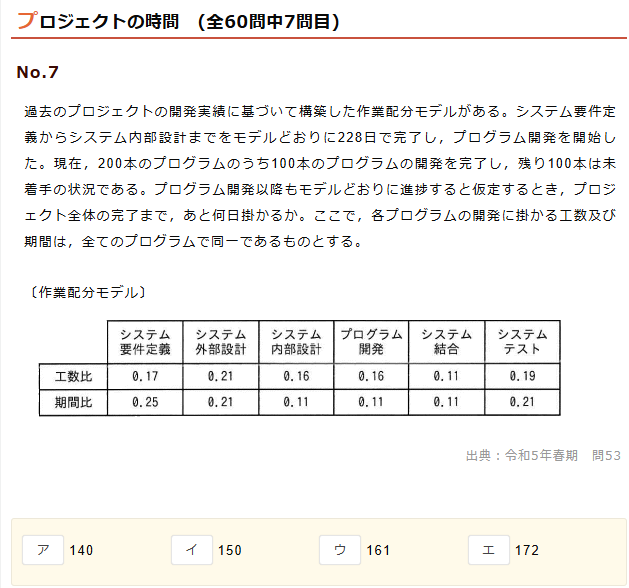 プロジェクトの時間 (全60問中7問目)
No.7
過去のプロジェクトの開発実績に基づいて構築した作業配分モデルがある。システム要件定
義からシステム内部設計までをモデルどおりに228日で完了し，プログラム開発を開始し
た。現在，200本のプログラムのうち100本のプログラムの開発を完了し，残り100本は未
着手の状況である。プログラム開発以降もモデルどおりに進捗すると仮定するとき，プロジ
ェクト全体の完了まで，あと何日掛かるか。ここで，各プログラムの開発に掛かる工数及び
期間は，全てのプログラムで同一であるものとする。
〔作業配分モデル〕
システム システム システム プログラム システム システム
要件定義 外部設計 内部設計 開発 結合 テスト
工数比 0.17 0.21 0.16 0.16 0.11 0.19
期間比 0.25 0.21 0.11 0.11 0.11 0.21
出典：令和5年春期 問53
ア 140 イ 150 ウ 161 エ 172